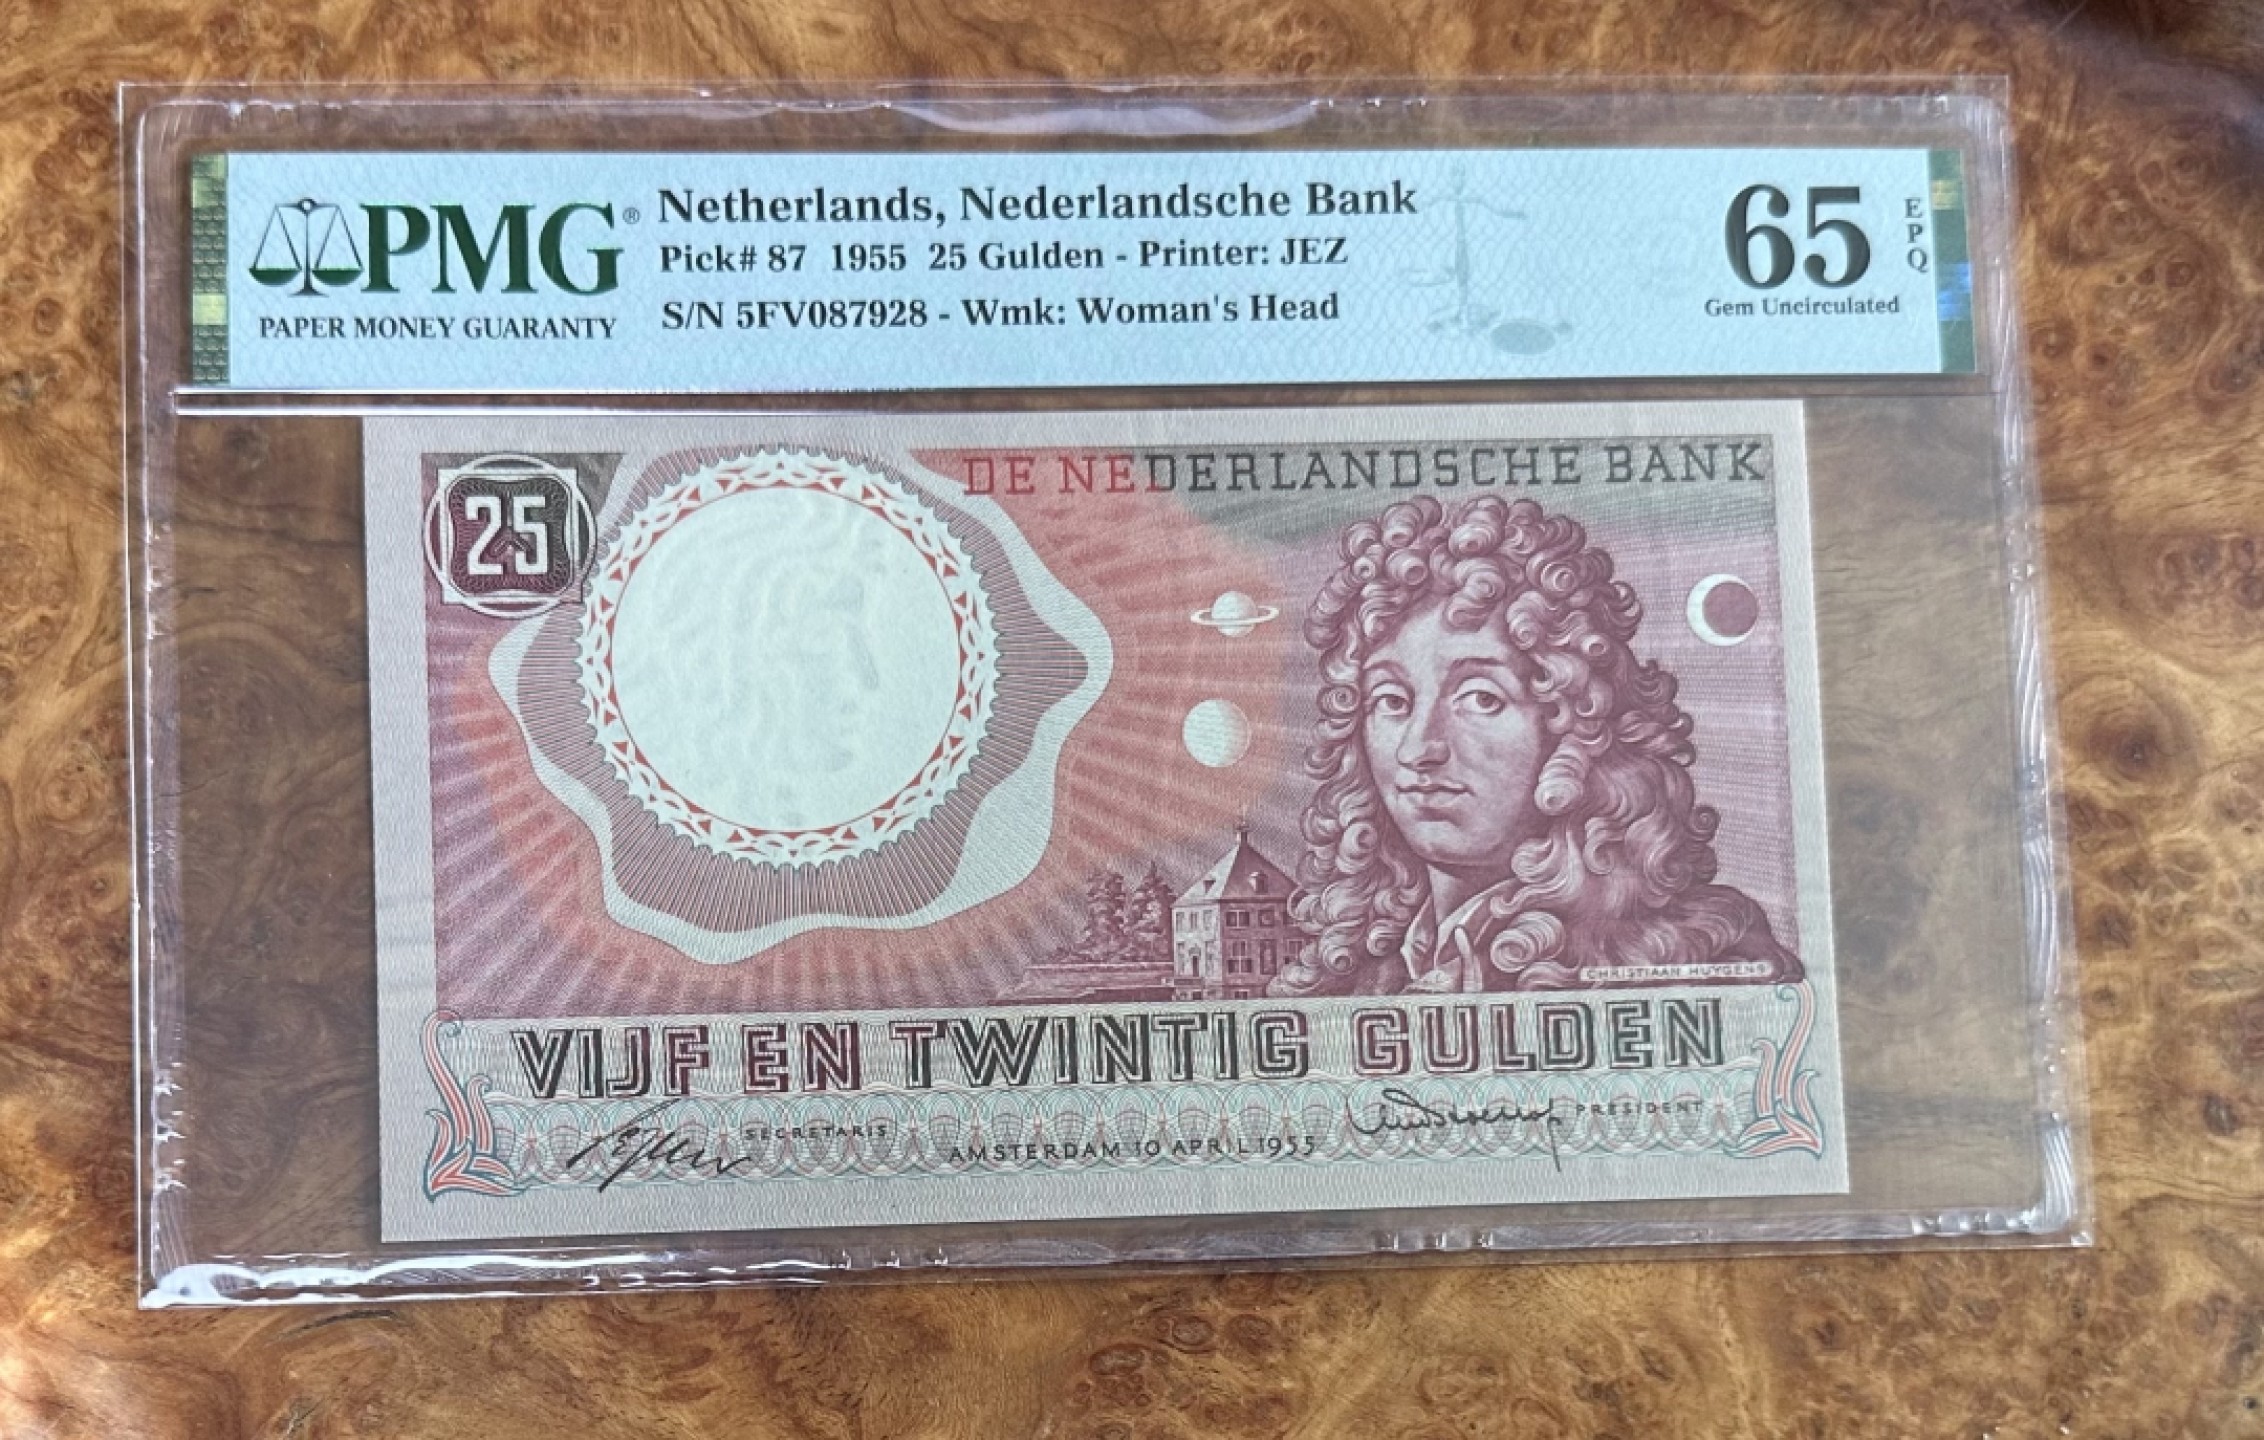 PMG®
PAPER MONEY GUARANTY
Netherlands, Nederlandsche Bank
Pick# 87 1955 25 Gulden - Printer: JEZ
S/N 5FV087928 - Wmk: Woman's Head
65
EPQ
Gem Uncirculated
25
DE NEDERLANDSCHE BANK
CHRISTIAAN HUYGENS
VIJF EN TWINTIG GULDEN
SECRETARIS
AMSTERDAM 10 APRIL 1955
PRESIDENT